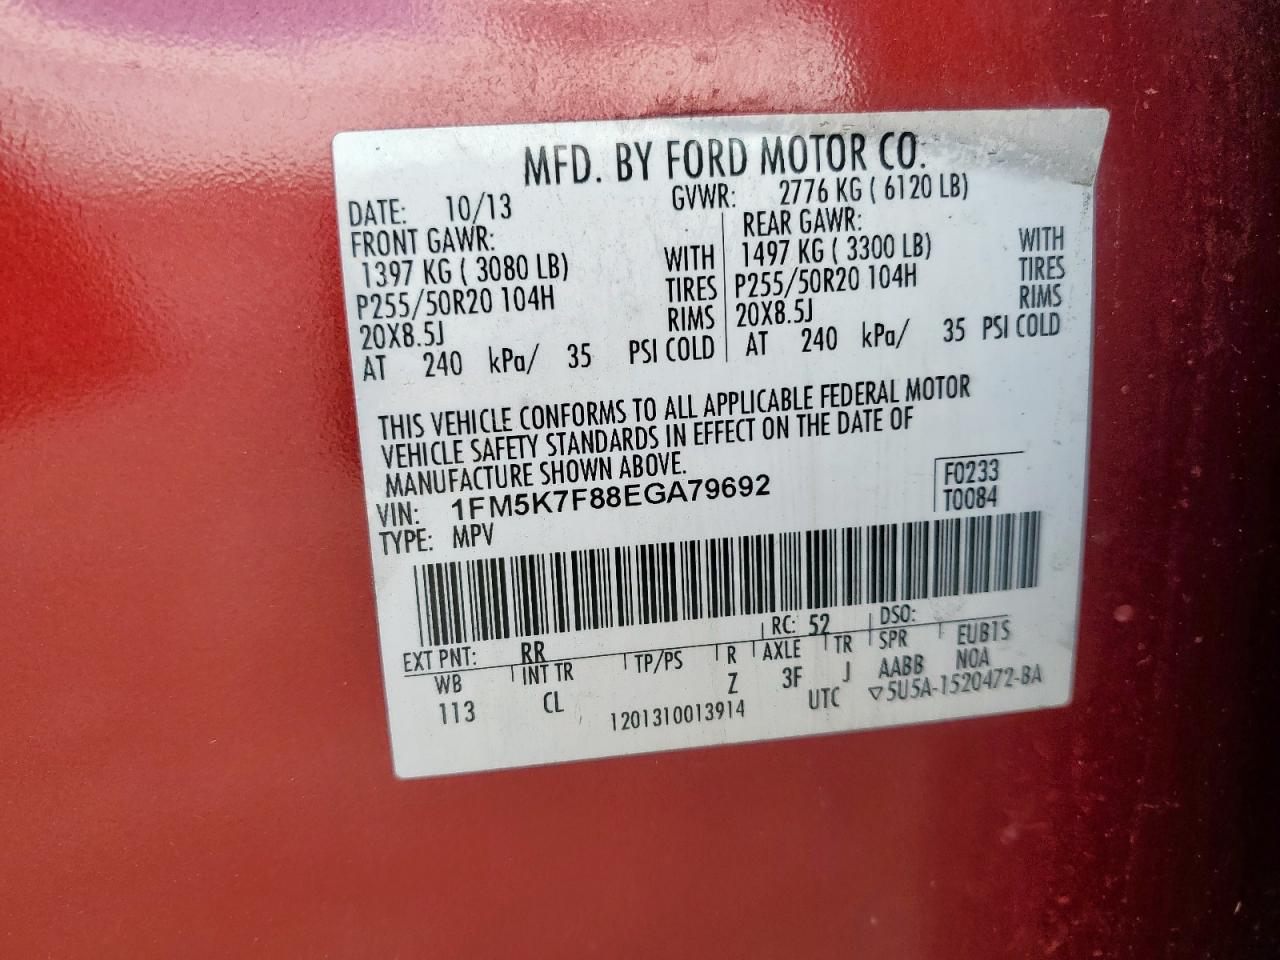 MFD. BY FORD MOTOR CO.
DATE: 10/13 GVWR: 2776 KG ( 6120 LB)
FRONT GAWR: REAR GAWR:
1397 KG ( 3080 LB) WITH 1497 KG ( 3300 LB) WITH
P255/50R20 104H TIRES P255/50R20 104H TIRES
20X8.5J RIMS 20X8.5J RIMS
AT 240 kPa/ 35 PSI COLD AT 240 kPa/ 35 PSI COLD
THIS VEHICLE CONFORMS TO ALL APPLICABLE FEDERAL MOTOR
VEHICLE SAFETY STANDARDS IN EFFECT ON THE DATE OF
MANUFACTURE SHOWN ABOVE.
VIN: 1FM5K7F88EGA79692 F0233
TYPE: MPV T0084
EXT PNT: RR RC: 52 DSO:
WB INT TR TP/PS R AXLE TR SPR EUB1S
113 CL Z 3F J AABB NOA
1201310013914 UTC ▽5U5A-1520472-BA